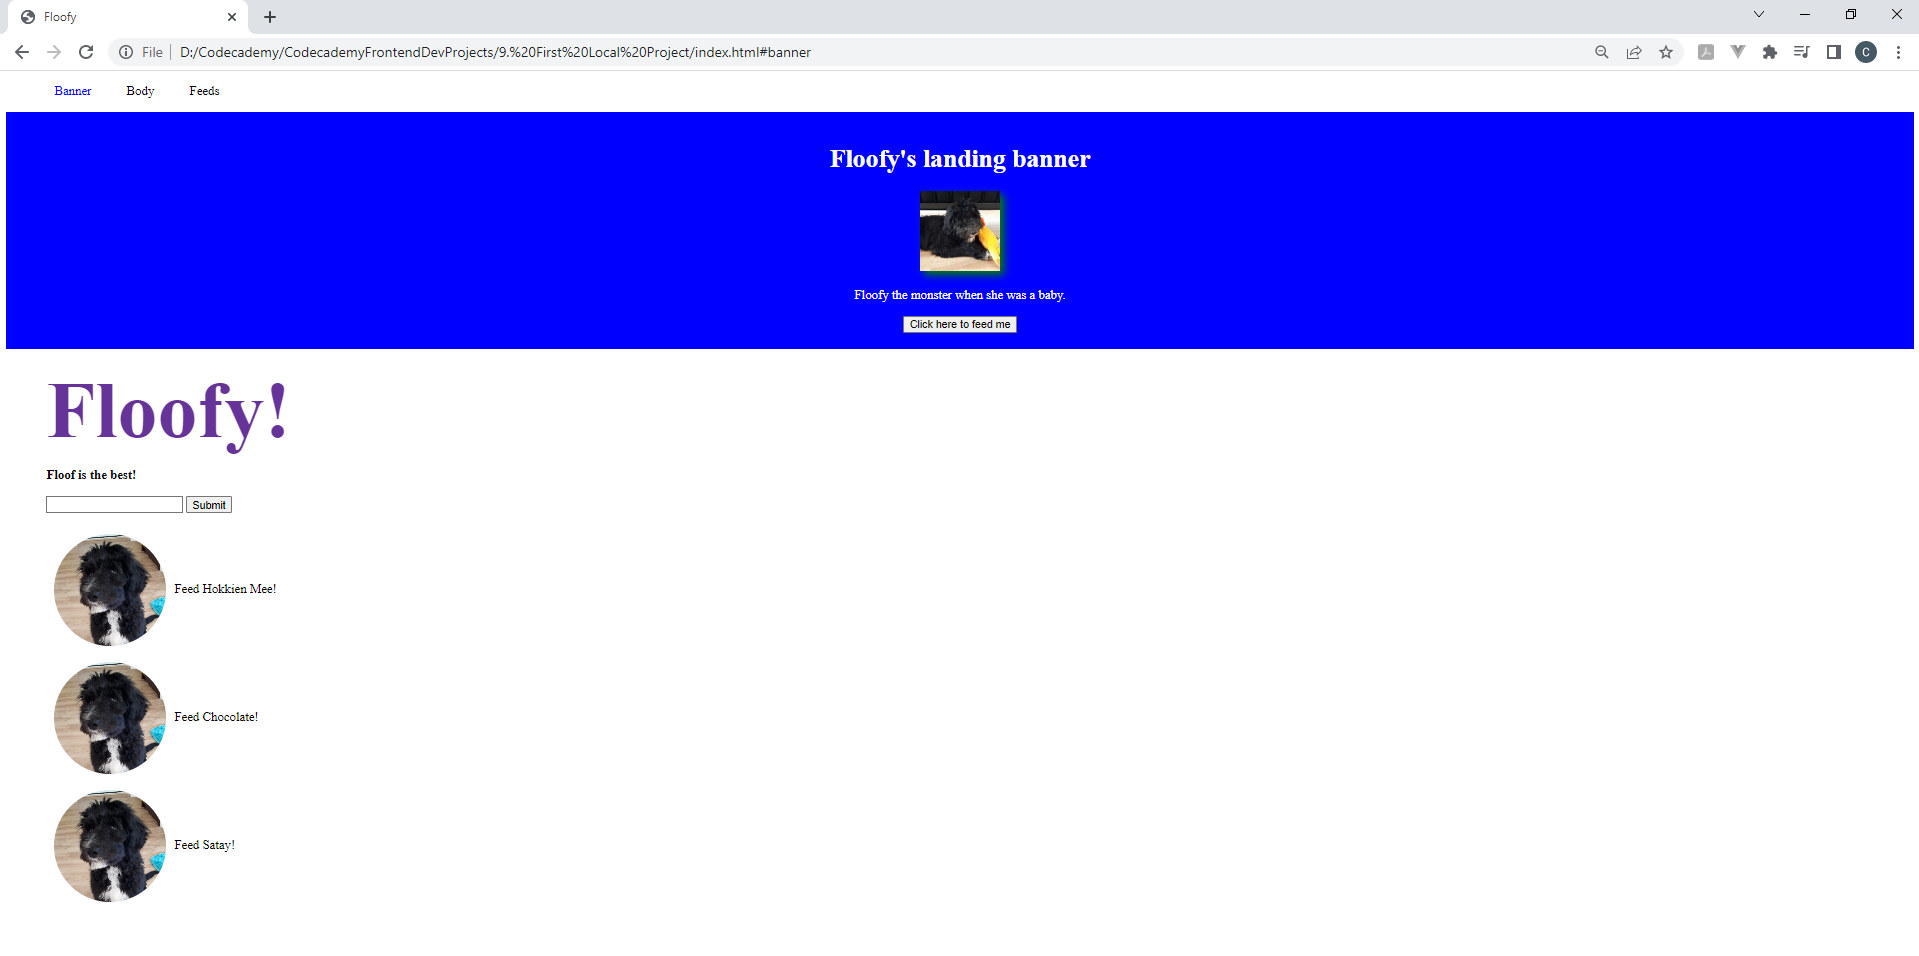 Floofy
File D:/Codecademy/CodecademyFrontendDevProjects/9.%20First%20Local%20Project/index.html#banner
C
Banner Body Feeds
Floofy's landing banner
Floofy the monster when she was a baby.
Click here to feed me
Floofy!
Floof is the best!
Submit
Feed Hokkien Mee!
Feed Chocolate!
Feed Satay!